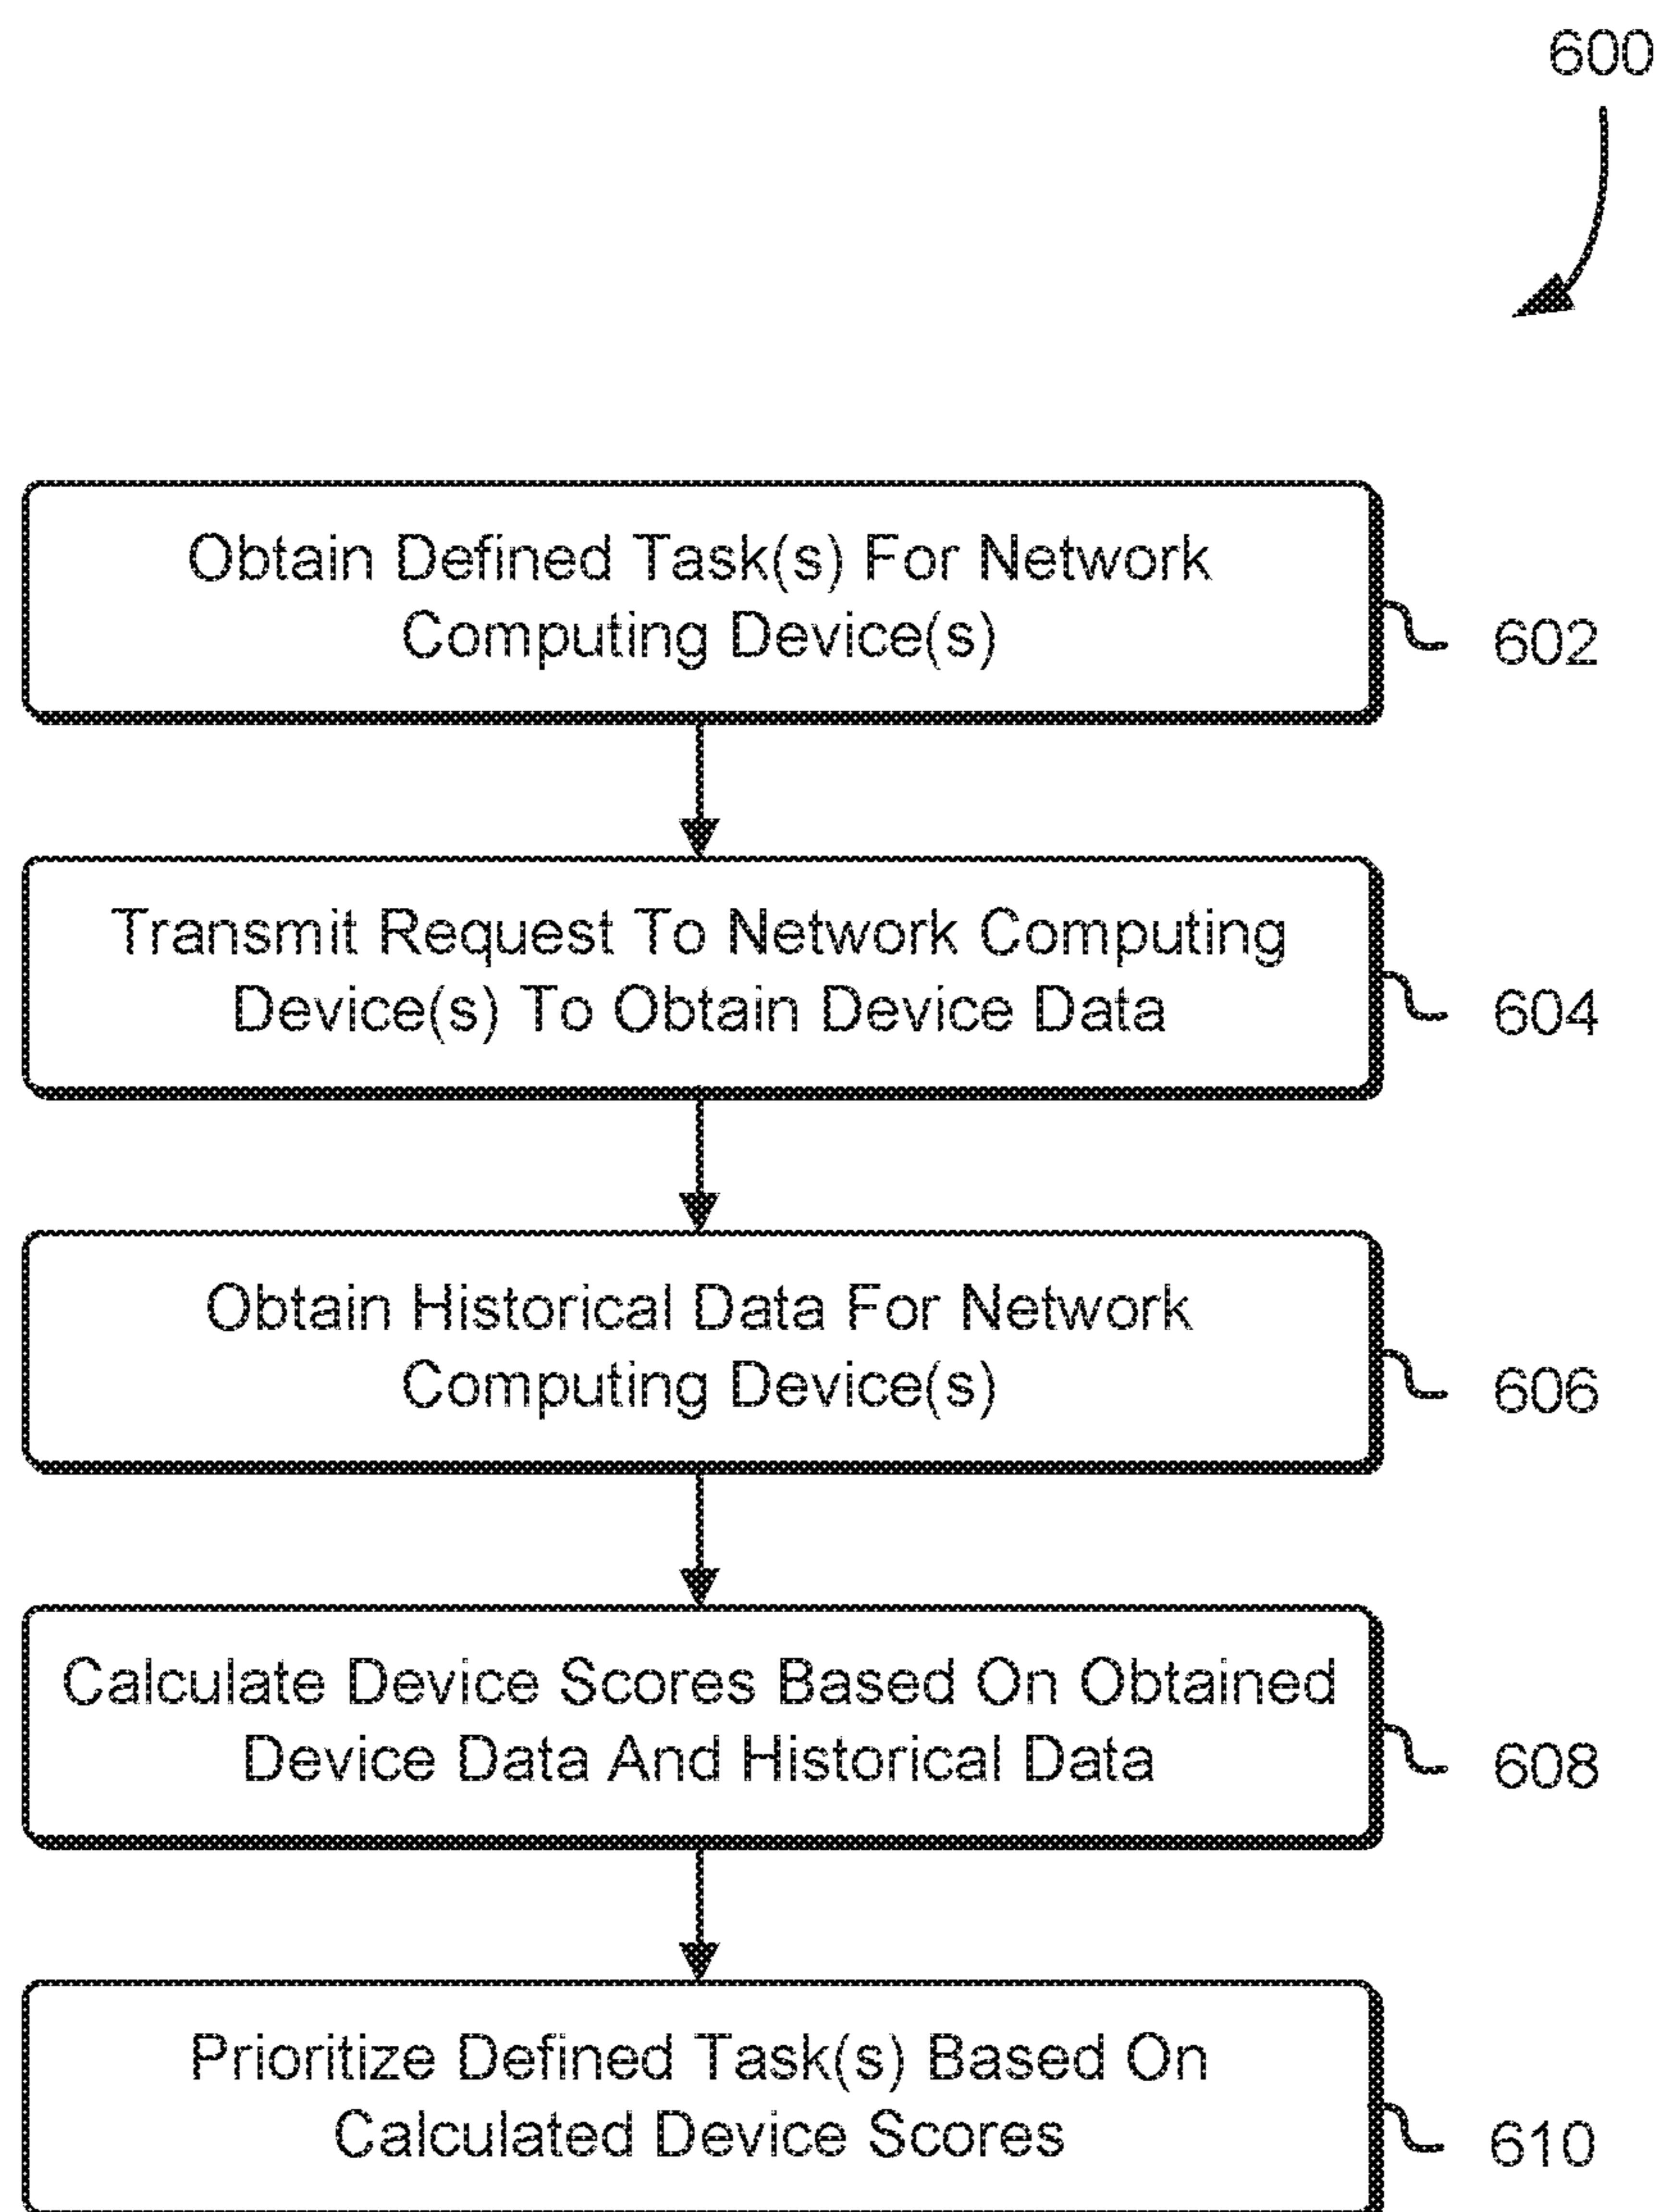 600
Obtain Defined Task(s) For Network
Computing Device(s)
602
Transmit Request To Network Computing
Device(s) To Obtain Device Data
604
Obtain Historical Data For Network
Computing Device(s)
606
Calculate Device Scores Based On Obtained
Device Data And Historical Data
608
Prioritize Defined Task(s) Based On
Calculated Device Scores
610